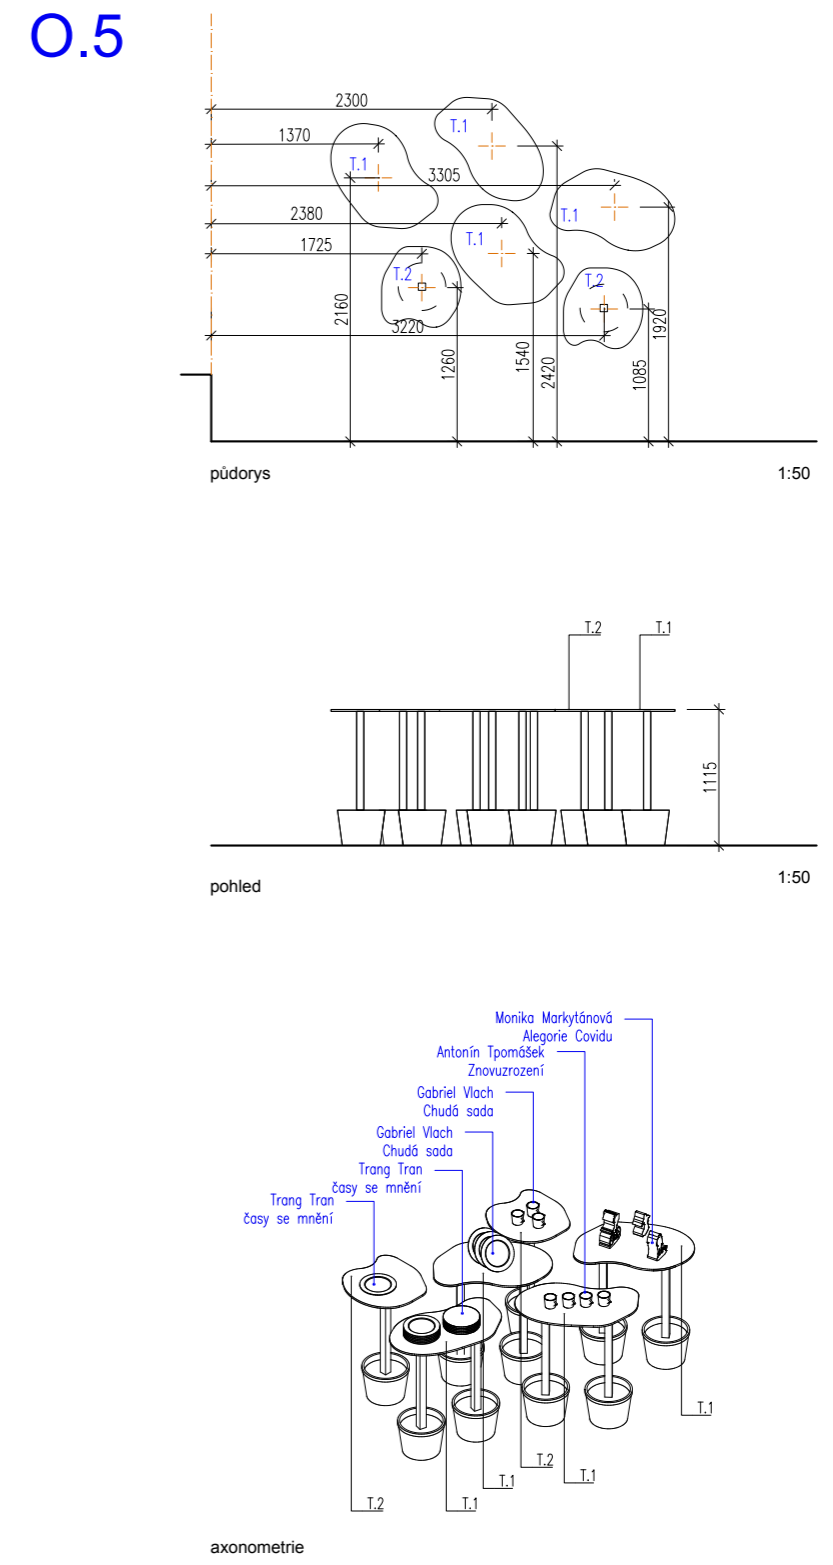 O.5
2300
T.1
1370
T.1
3305
T.1
2380
T.1
1725
T.2
T.2
2160
3220
1260
1540
2420
1085
1920
půdorys
1:50
T.2
T.1
1115
1:50
pohled
Monika Markytánová
Alegorie Covidu
Antonín Tpomášek
Znovuzrození
Gabriel Vlach
Chudá sada
Gabriel Vlach
Chudá sada
Trang Tran
časy se mnění
Trang Tran
časy se mnění
T.1
T.2
T.1
T.1
T.2
T.1
axonometrie